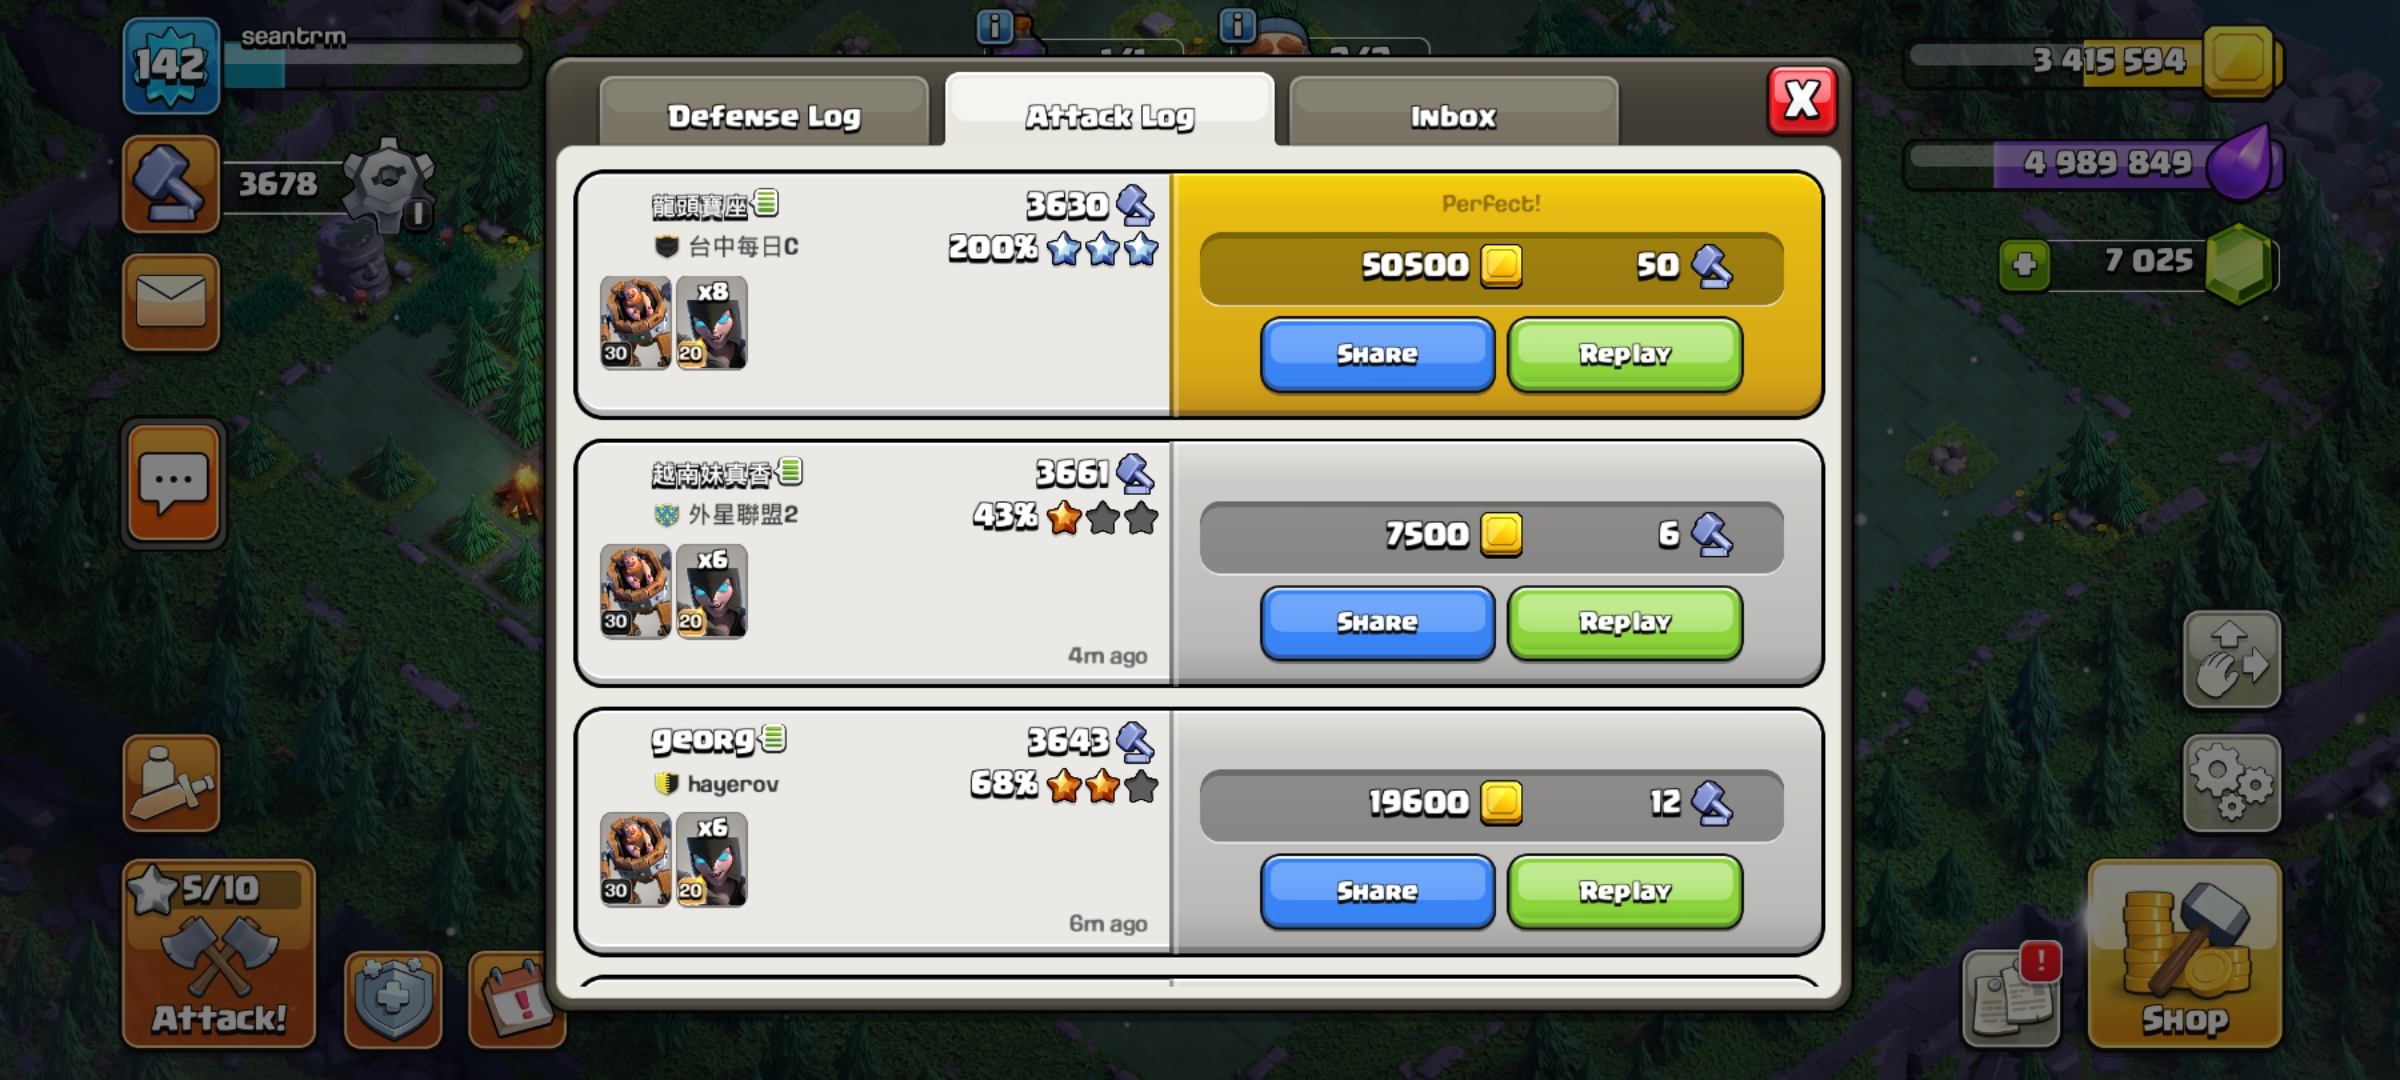 142
seantrm
3 415 594
Defense Log
Attack Log
Inbox
X
3678
I
4 989 849
7 025
龍頭寶座
3630
台中每日C
200%
30
x8
20
Perfect!
50500
50
Share
Replay
越南妹真香
3661
外星聯盟2
43%
30
x6
20
4m ago
7500
6
Share
Replay
georg
3643
hayerov
68%
30
x6
20
6m ago
19600
12
Share
Replay
5/10
Attack!
!
!
Shop